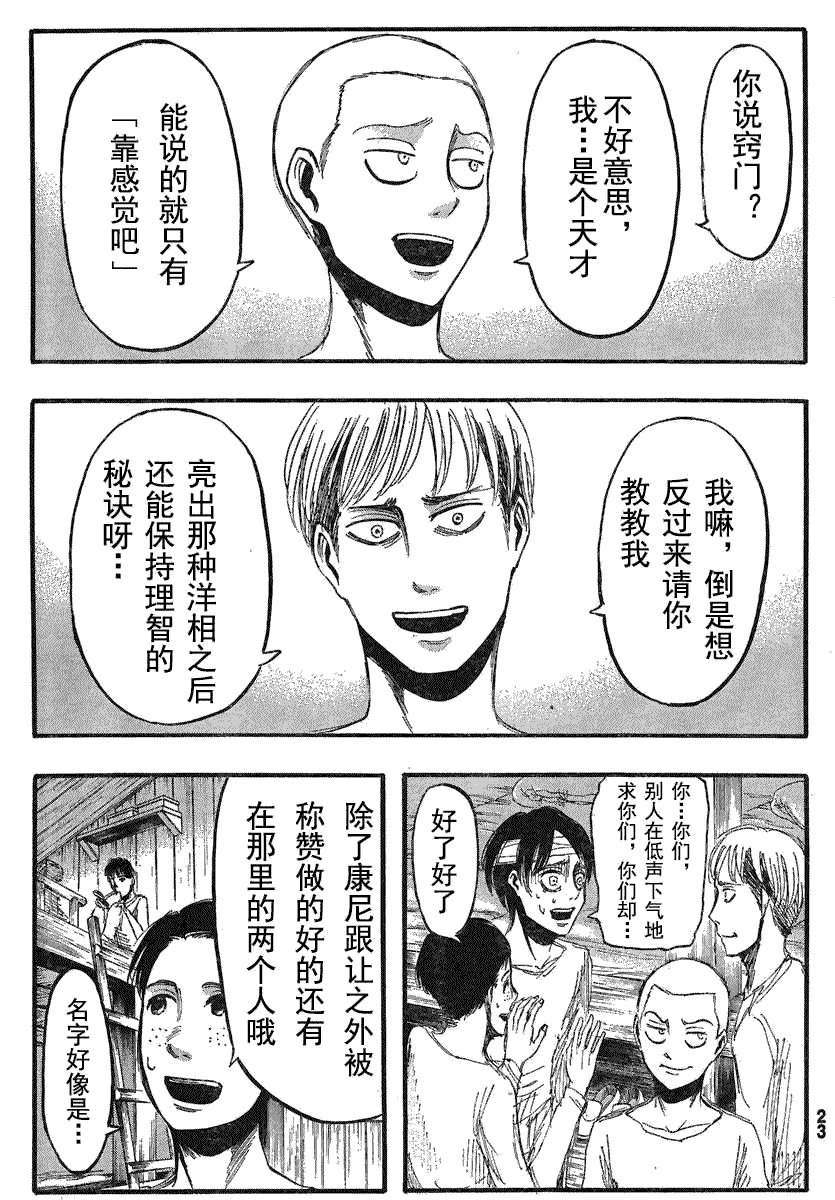 你说窍门？
不好意思，
我…是个天才
能说的就只有
「靠感觉吧」
我嘛，倒是想
反过来请你
教教我
亮出那种洋相之后
还能保持理智的
秘诀呀…
你…你们，
别人在低声下气地
求你们，你们却…
好了好了
除了康尼跟让之外被
称赞做的好的还有
在那里的两个人哦
名字好像是…
23